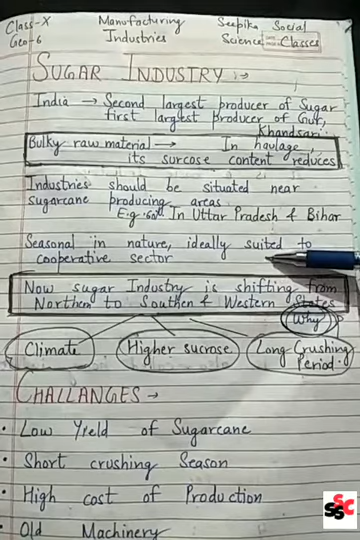 Class-X Manufacturing Deepika Social
Geo-6 Industries Science Classes
SUGAR INDUSTRY :→
India → Second largest producer of Sugar
first largest producer of Gur,
Khandsari
Bulky raw material → In haulage,
its surcose content reduces
Industries should be situated near
sugarcane producing areas
E.g. 60% In Uttar Pradesh & Bihar
Seasonal in nature, ideally suited to
cooperative sector
Now sugar Industry is shifting from
Northern to Southern & Western States
Why
Climate Higher sucrose Long Crushing
Period.
CHALLANGES →
• Low Yield of Sugarcane
• Short crushing Season
• High cost of Production
• Old Machinery
SSC